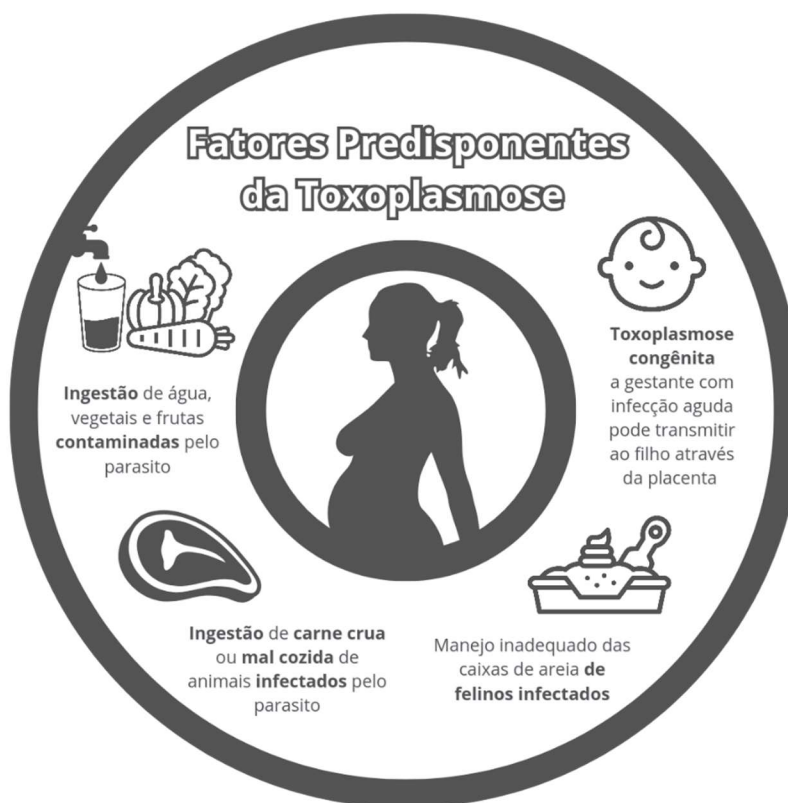 Fatores Predisponentes
da Toxoplasmose
Ingestão de água,
vegetais e frutas
contaminadas pelo
parasito
Toxoplasmose
congênita
a gestante com
infecção aguda
pode transmitir
ao filho através
da placenta
Ingestão de carne crua
ou mal cozida de
animais infectados pelo
parasito
Manejo inadequado das
caixas de areia de
felinos infectados